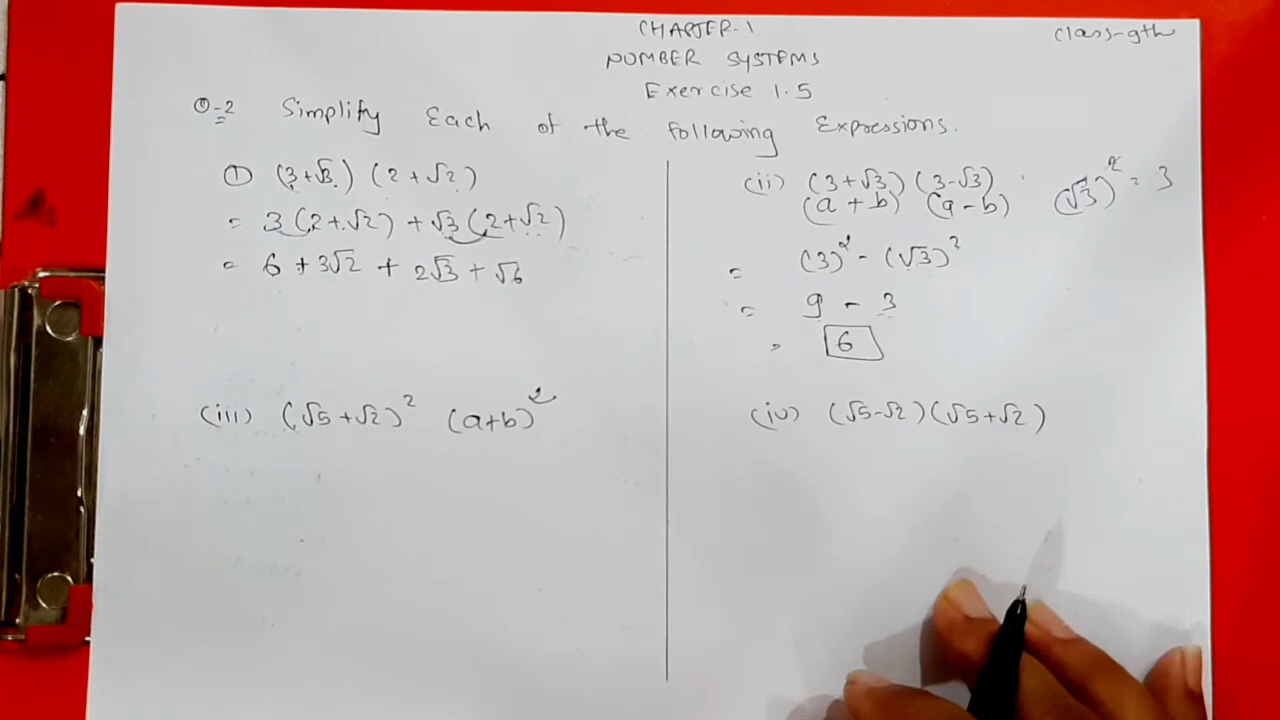 CHAPTER-1
Class-9th
NUMBER SYSTEMS
Exercise 1.5
Q-2 Simplify Each of the following Expressions.
① (3+√3) (2+√2)
= 3(2+√2) + √3(2+√2)
= 6 + 3√2 + 2√3 + √6
(ii) (3+√3) (3-√3)
(a+b) (a-b)
(√3)² = 3
= (3)² - (√3)²
= 9 - 3
= 6
(iii) (√5+√2)² (a+b)²
(iv) (√5-√2)(√5+√2)